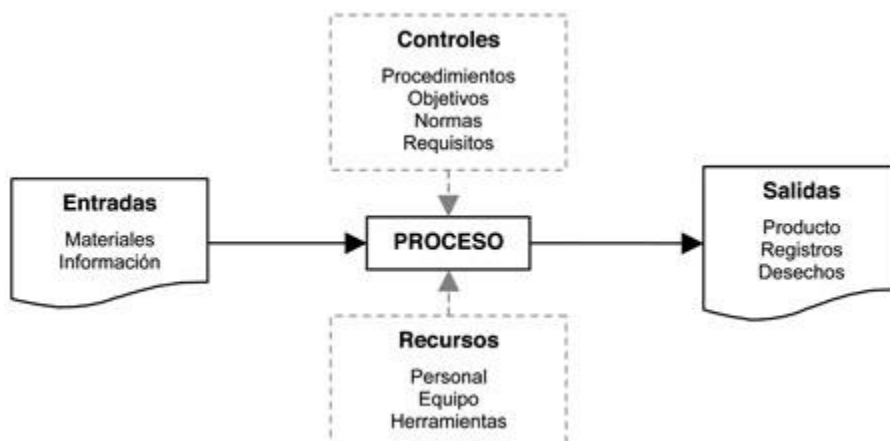 Controles
Procedimientos
Objetivos
Normas
Requisitos
Entradas
Materiales
Información
PROCESO
Salidas
Producto
Registros
Desechos
Recursos
Personal
Equipo
Herramientas